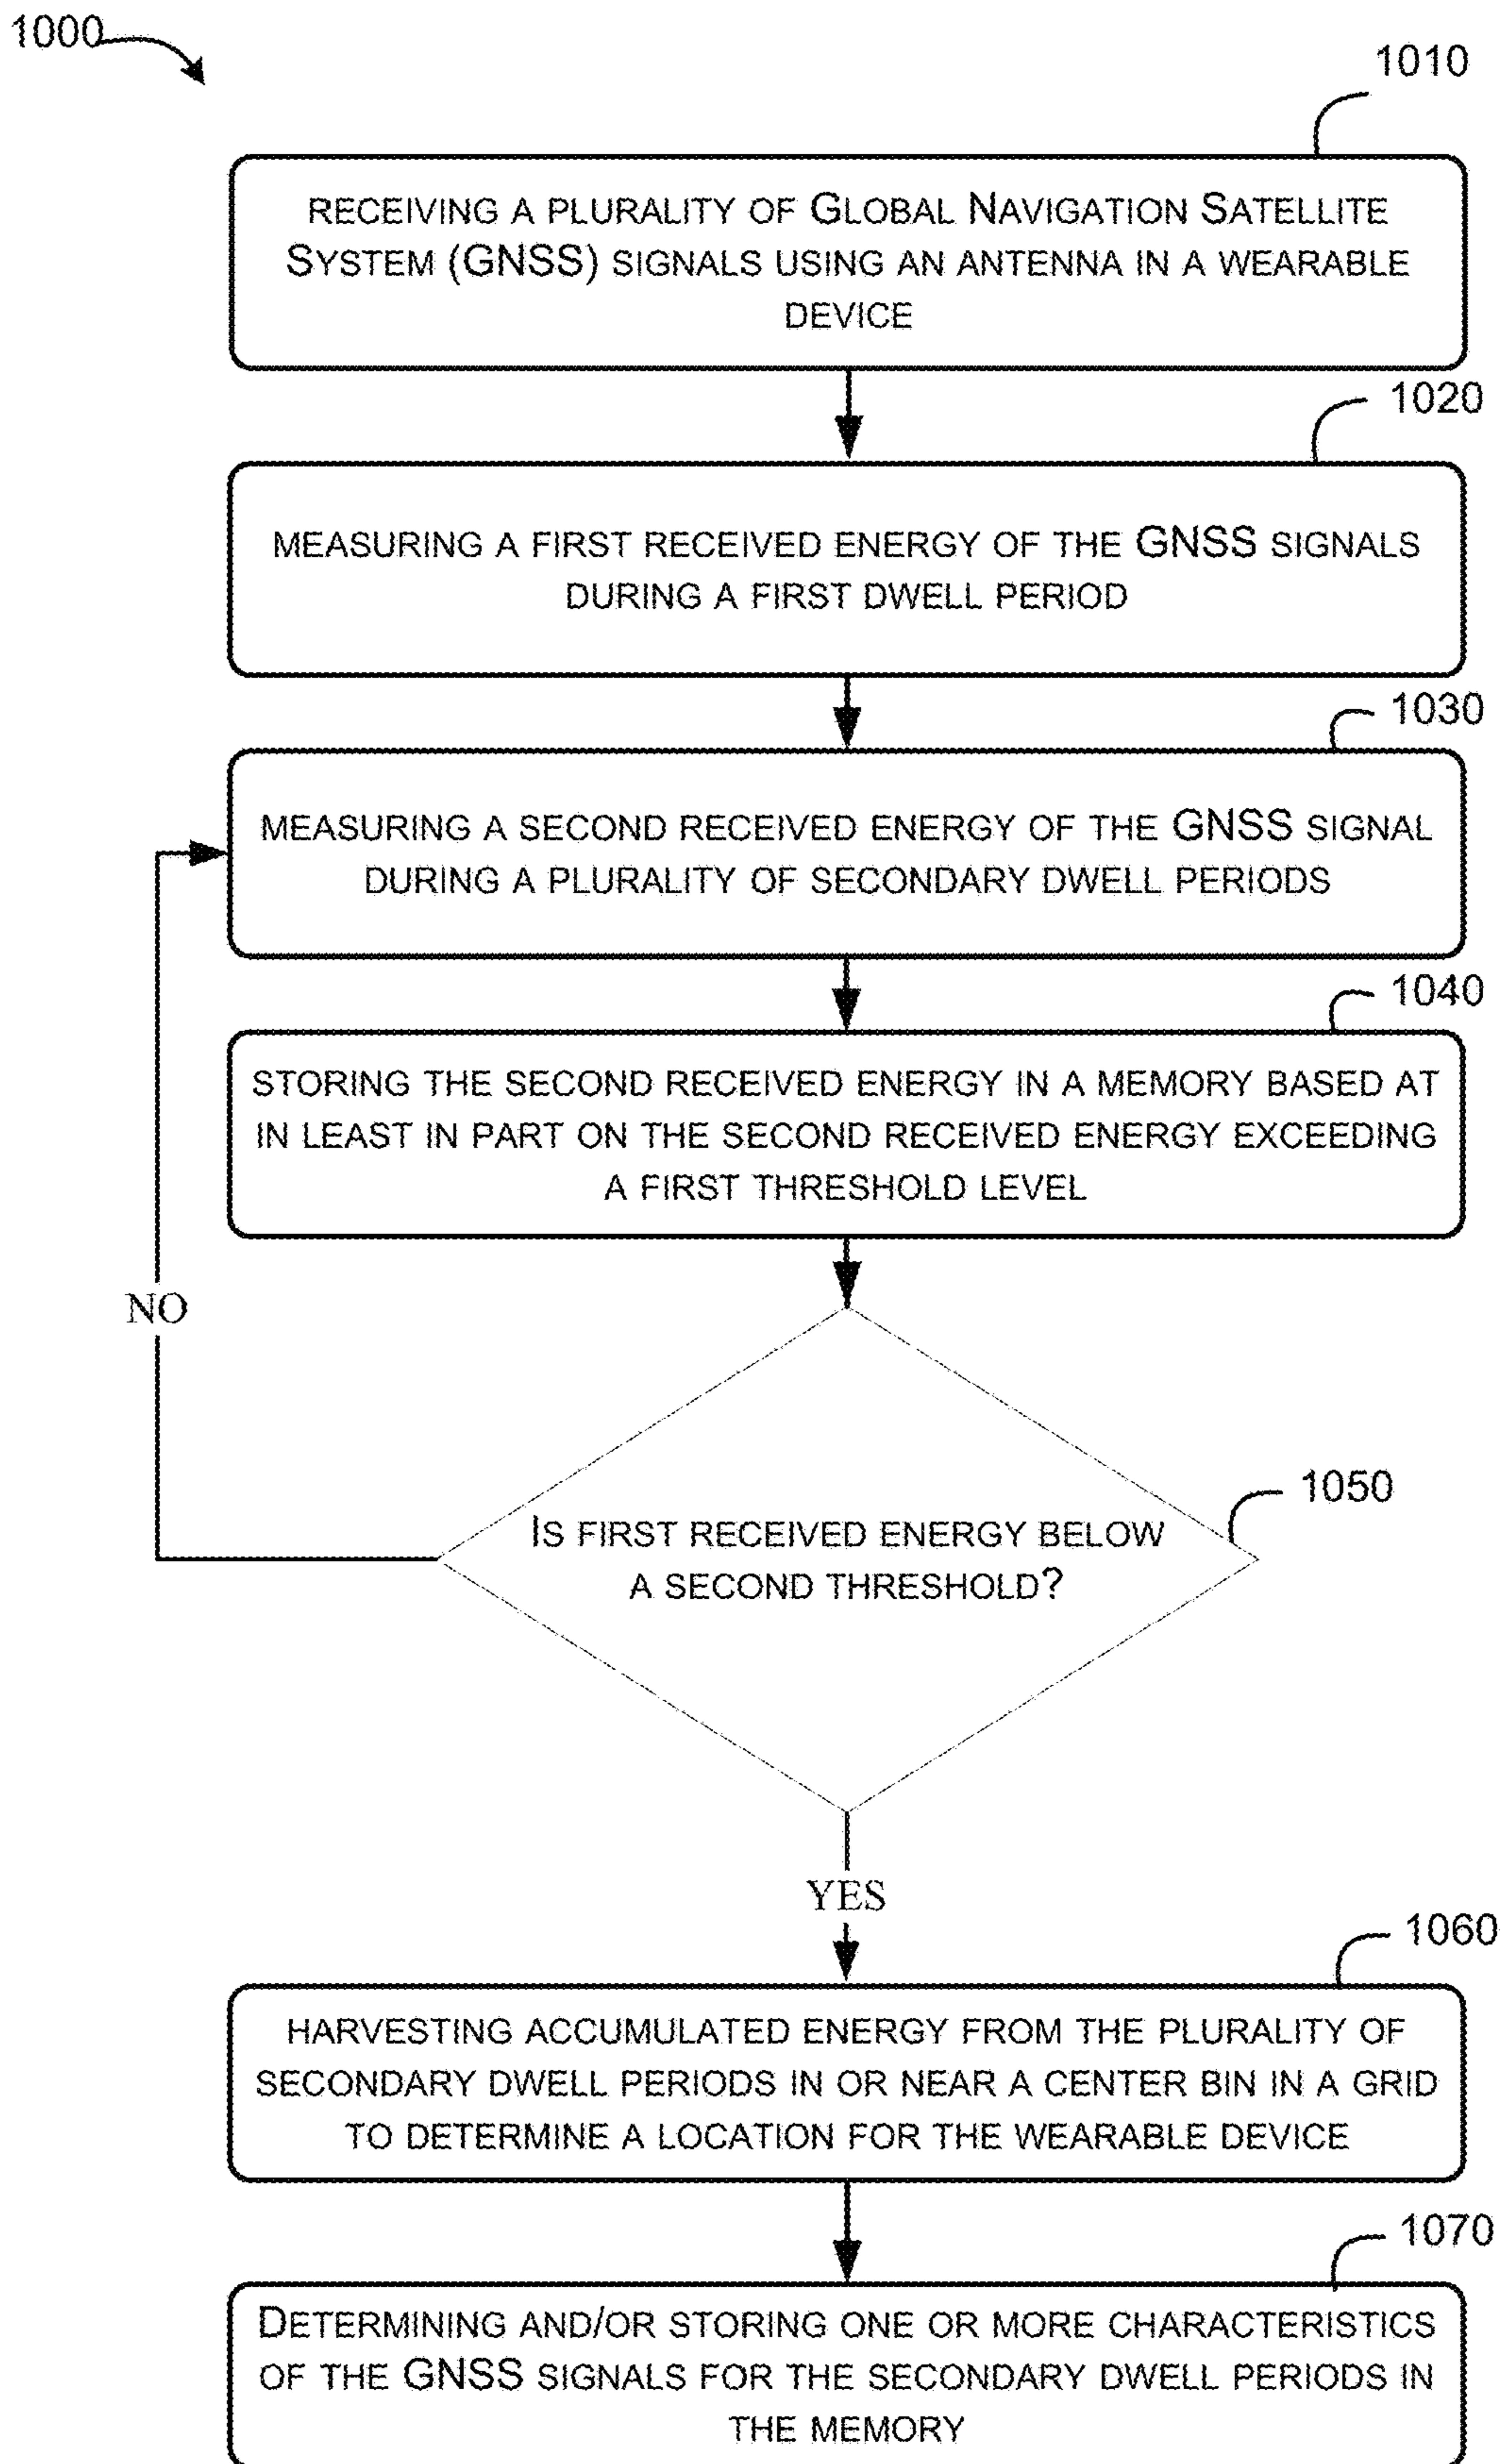 1000
1010
RECEIVING A PLURALITY OF GLOBAL NAVIGATION SATELLITE
SYSTEM (GNSS) SIGNALS USING AN ANTENNA IN A WEARABLE
DEVICE
1020
MEASURING A FIRST RECEIVED ENERGY OF THE GNSS SIGNALS
DURING A FIRST DWELL PERIOD
1030
MEASURING A SECOND RECEIVED ENERGY OF THE GNSS SIGNAL
DURING A PLURALITY OF SECONDARY DWELL PERIODS
1040
STORING THE SECOND RECEIVED ENERGY IN A MEMORY BASED AT
IN LEAST IN PART ON THE SECOND RECEIVED ENERGY EXCEEDING
A FIRST THRESHOLD LEVEL
NO
1050
IS FIRST RECEIVED ENERGY BELOW
A SECOND THRESHOLD?
YES
1060
HARVESTING ACCUMULATED ENERGY FROM THE PLURALITY OF
SECONDARY DWELL PERIODS IN OR NEAR A CENTER BIN IN A GRID
TO DETERMINE A LOCATION FOR THE WEARABLE DEVICE
1070
DETERMINING AND/OR STORING ONE OR MORE CHARACTERISTICS
OF THE GNSS SIGNALS FOR THE SECONDARY DWELL PERIODS IN
THE MEMORY